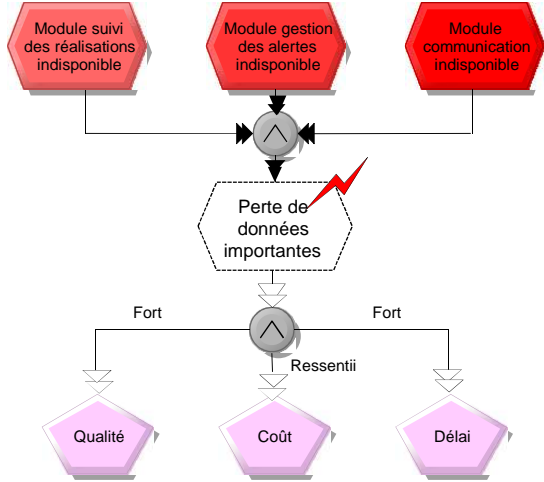 Module suivi
des réalisations
indisponible
Module gestion
des alertes
indisponible
Module
communication
indisponible
Perte de
données
importantes
Fort
Fort
Ressentii
Qualité
Coût
Délai